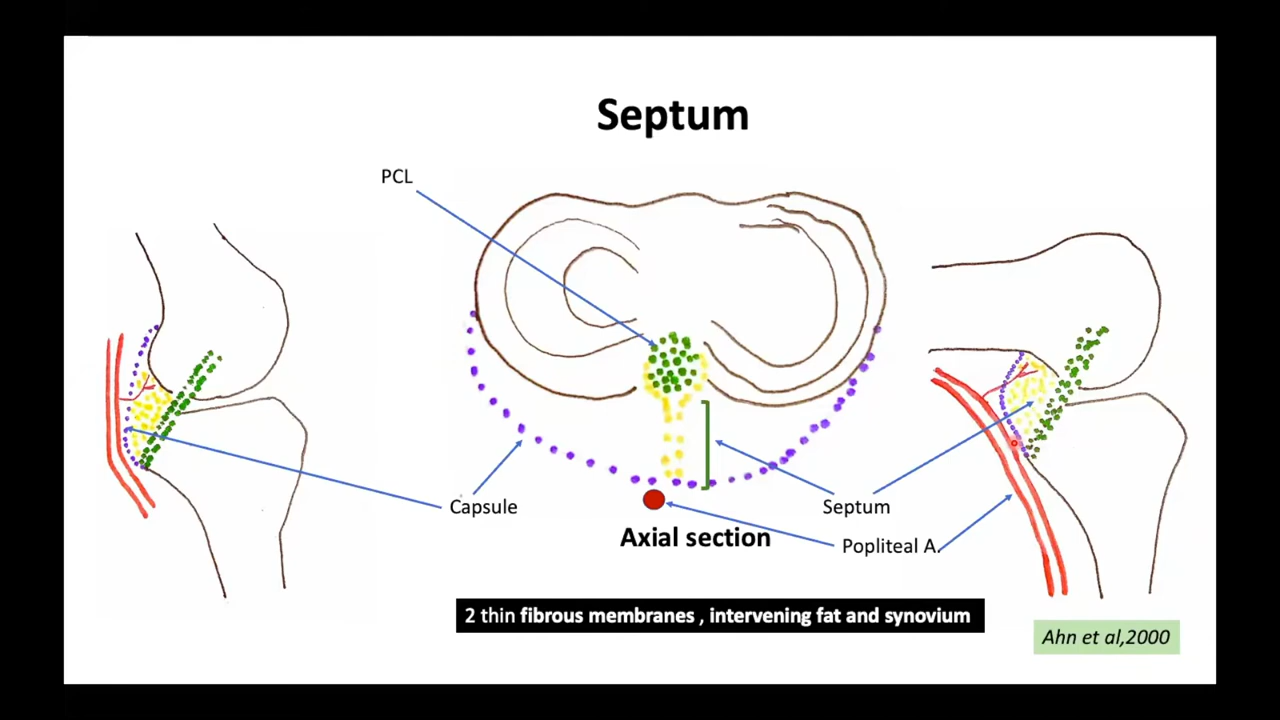 Septum
PCL
Capsule
Septum
Axial section
Popliteal A.
2 thin fibrous membranes , intervening fat and synovium
Ahn et al,2000